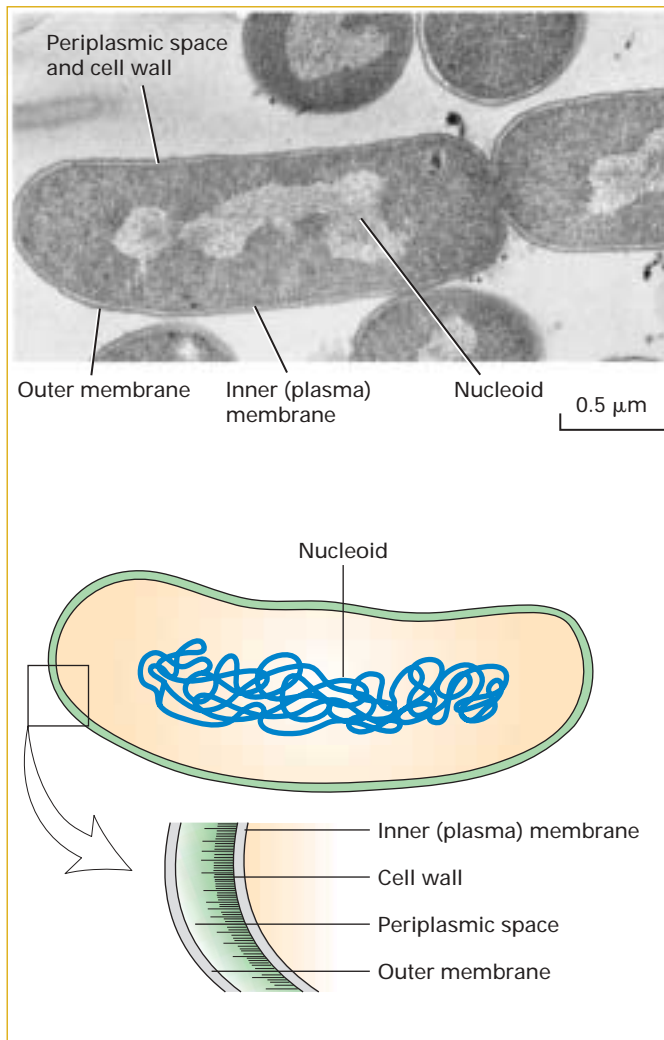 Periplasmic space
and cell wall
Outer membrane
Inner (plasma)
membrane
Nucleoid
0.5 μm
Nucleoid
Inner (plasma) membrane
Cell wall
Periplasmic space
Outer membrane